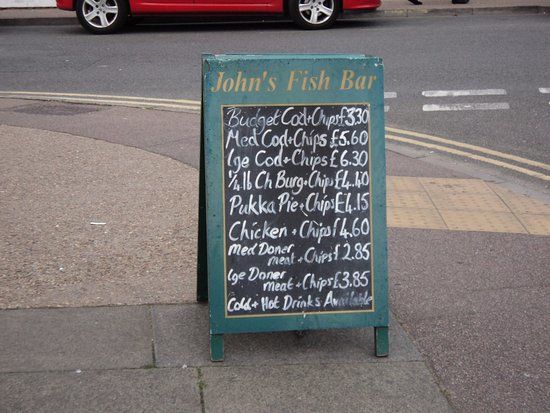 John's Fish Bar
Budget Cod+Chips £3.30
Med Cod+Chips £5.60
lge Cod+Chips £6.30
1/4 lb Ch Burg+Chips £4.40
Pukka Pie+Chips £4.15
Chicken+Chips £4.60
Med Doner
meat+Chips £2.85
lge Doner
meat+Chips £3.85
Cold+Hot Drinks Available